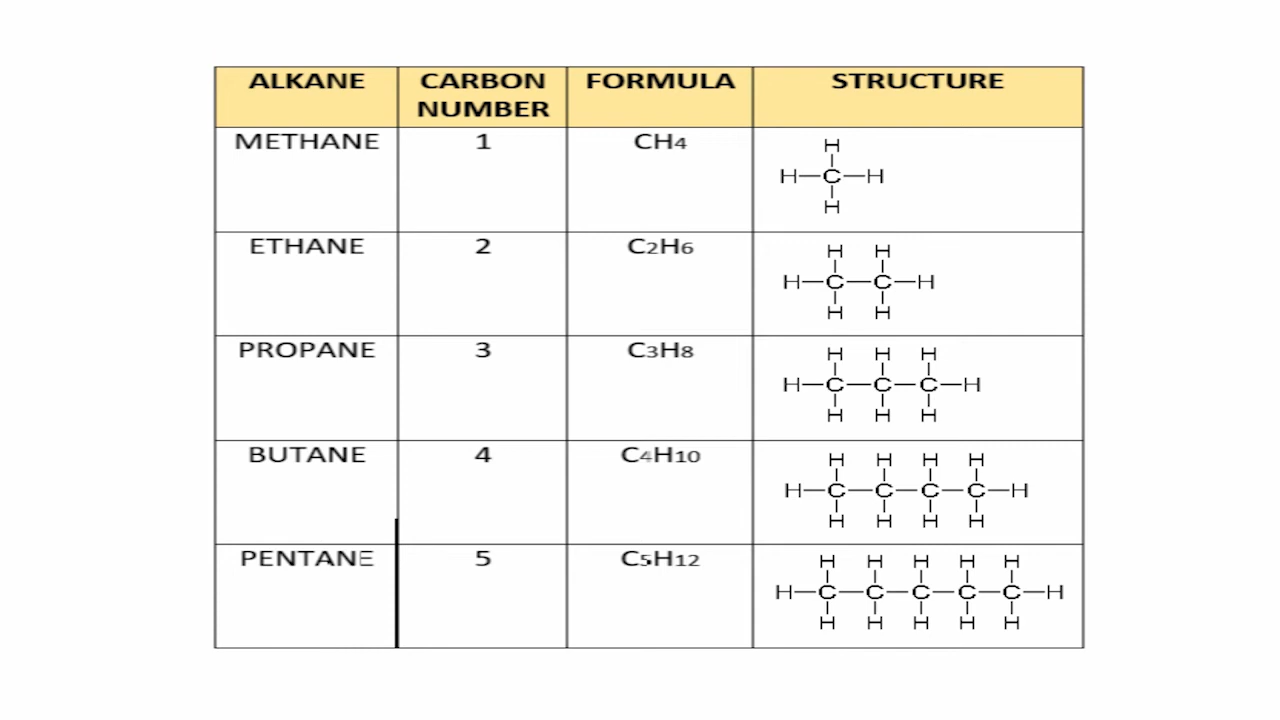 ALKANE CARBON NUMBER FORMULA STRUCTURE
METHANE 1 CH4
H
H—C—H
H
ETHANE 2 C2H6
H H
H—C—C—H
H H
PROPANE 3 C3H8
H H H
H—C—C—C—H
H H H
BUTANE 4 C4H10
H H H H
H—C—C—C—C—H
H H H H
PENTANE 5 C5H12
H H H H H
H—C—C—C—C—C—H
H H H H H